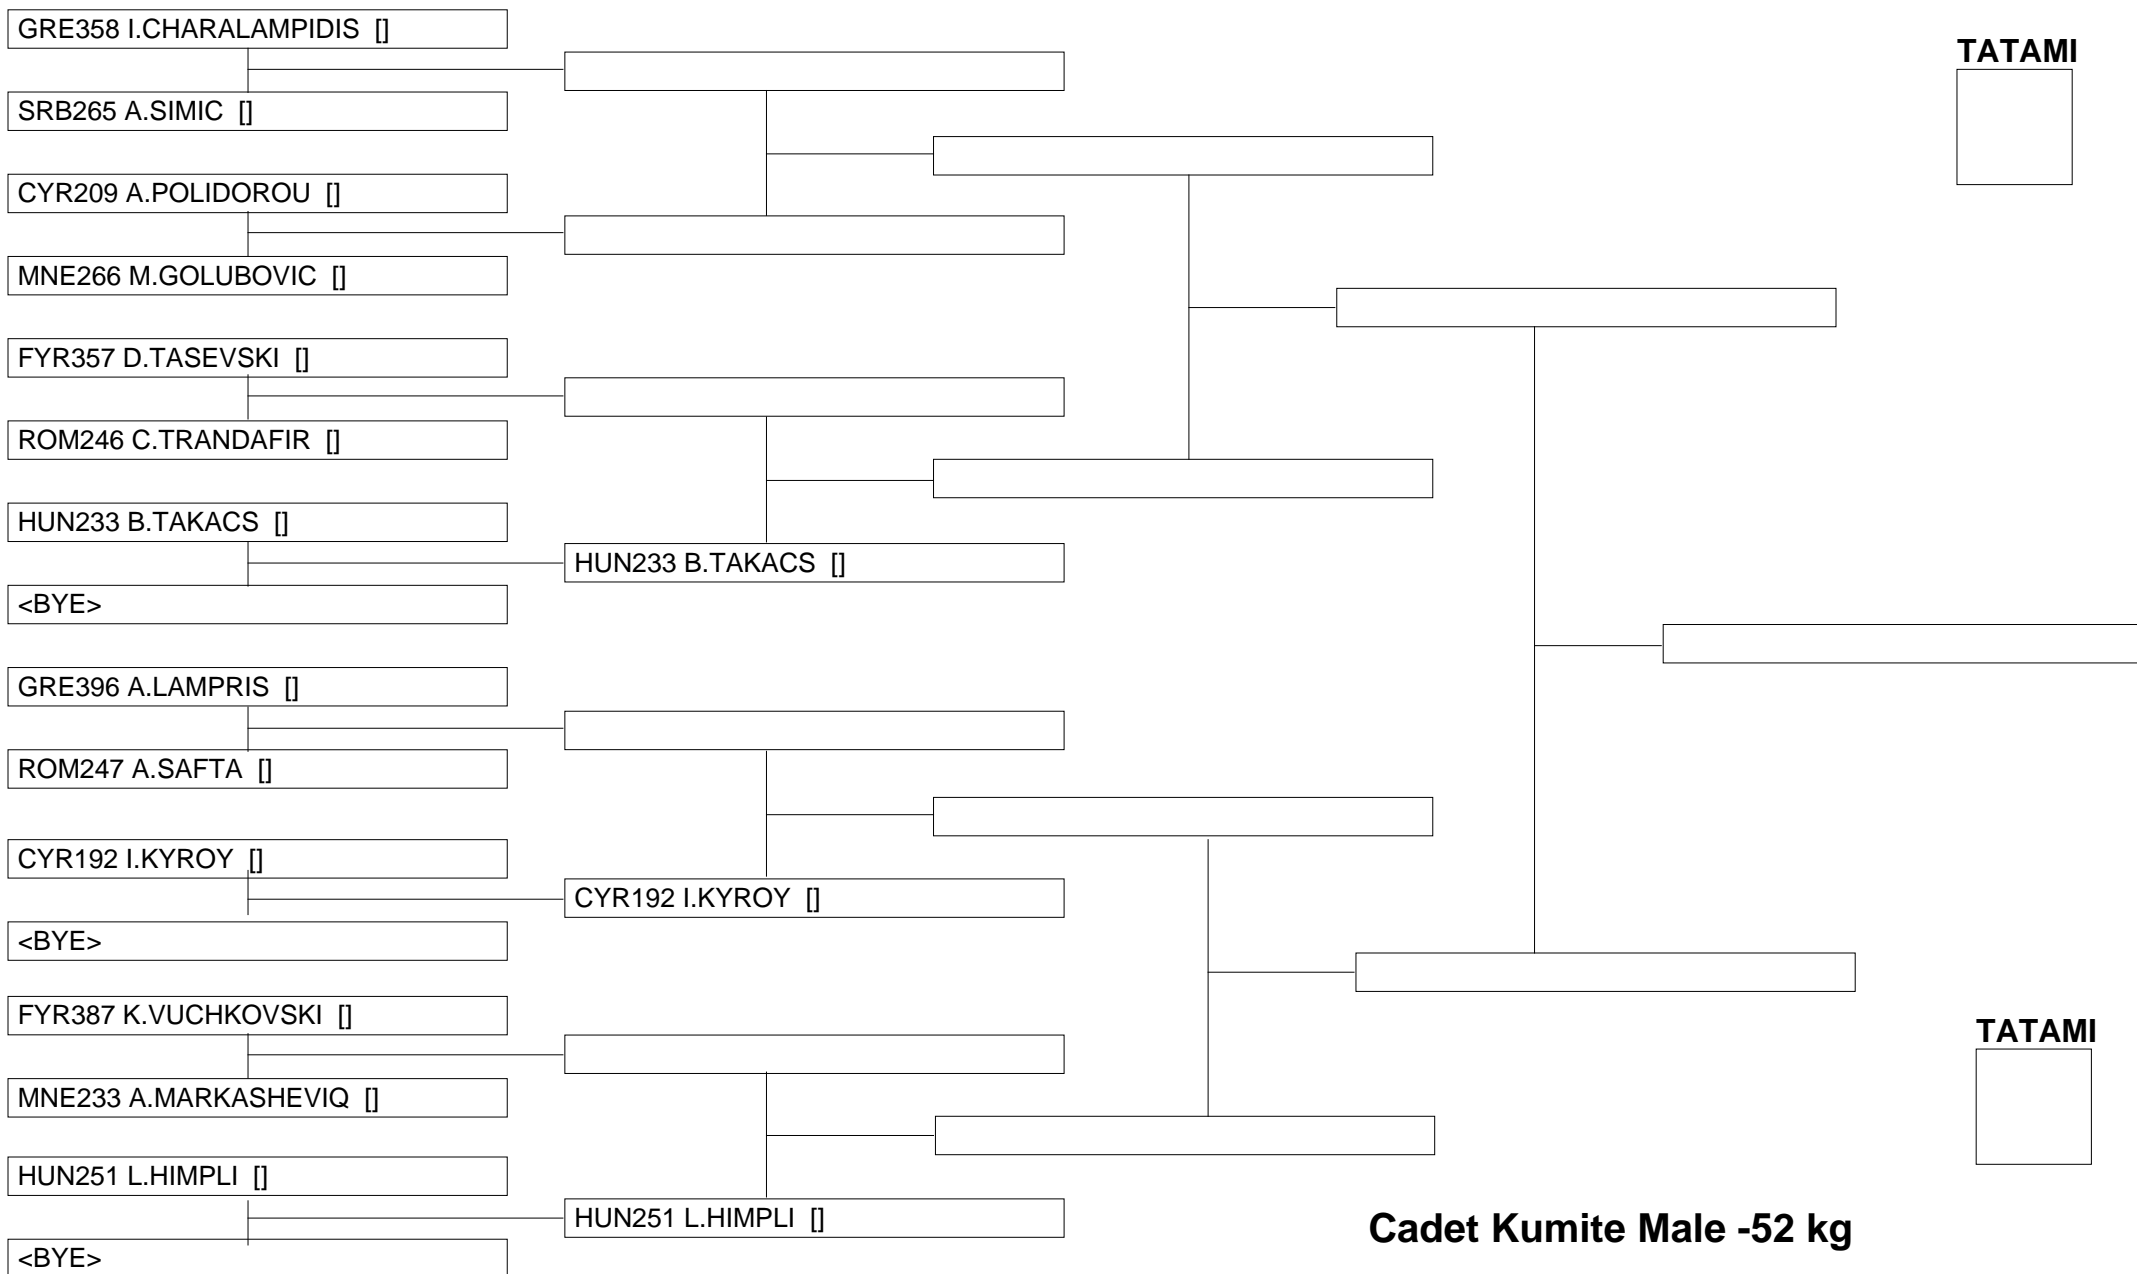 GRE358 I.CHARALAMPIDIS []
TATAMI
SRB265 A.SIMIC []
CYR209 A.POLIDOROU []
MNE266 M.GOLUBOVIC []
FYR357 D.TASEVSKI []
ROM246 C.TRANDAFIR []
HUN233 B.TAKACS []
HUN233 B.TAKACS []
<BYE>
GRE396 A.LAMPRIS []
ROM247 A.SAFTA []
CYR192 I.KYROY []
CYR192 I.KYROY []
<BYE>
FYR387 K.VUCHKOVSKI []
TATAMI
MNE233 A.MARKASHEVIQ []
HUN251 L.HIMPLI []
HUN251 L.HIMPLI []
Cadet Kumite Male -52 kg
<BYE>